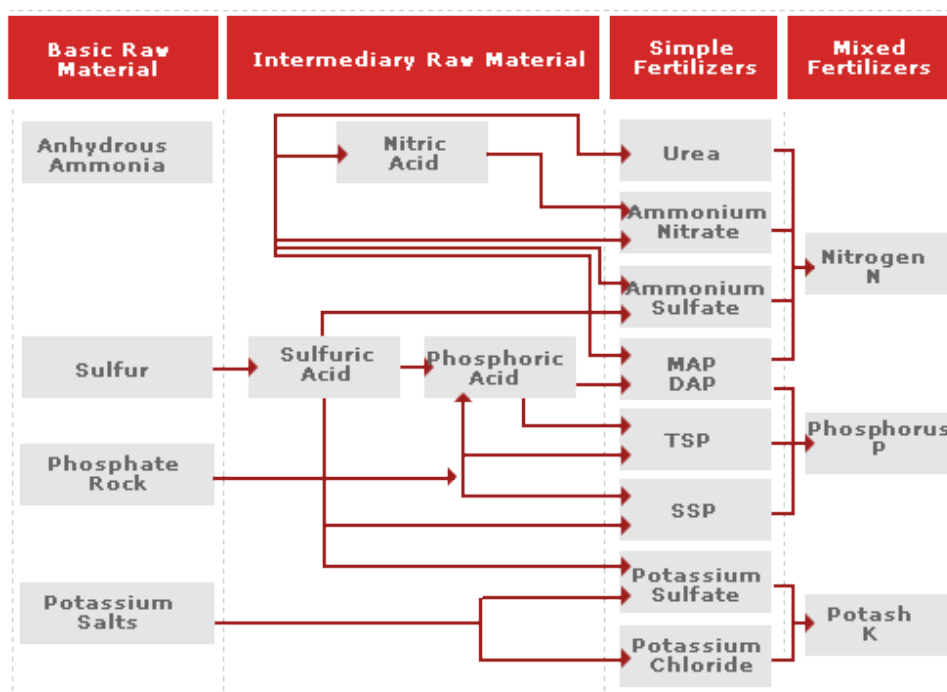 Basic Raw
Material
Intermediary Raw Material
Simple
Fertilizers
Mixed
Fertilizers
Anhydrous
Ammonia
Nitric
Acid
Urea
Ammonium
Nitrate
Nitrogen
N
Ammonium
Sulfate
Sulfur
Sulfuric
Acid
Phosphoric
Acid
MAP
DAP
TSP
Phosphorus
P
Phosphate
Rock
SSP
Potassium
Sulfate
Potassium
Salts
Potash
K
Potassium
Chloride